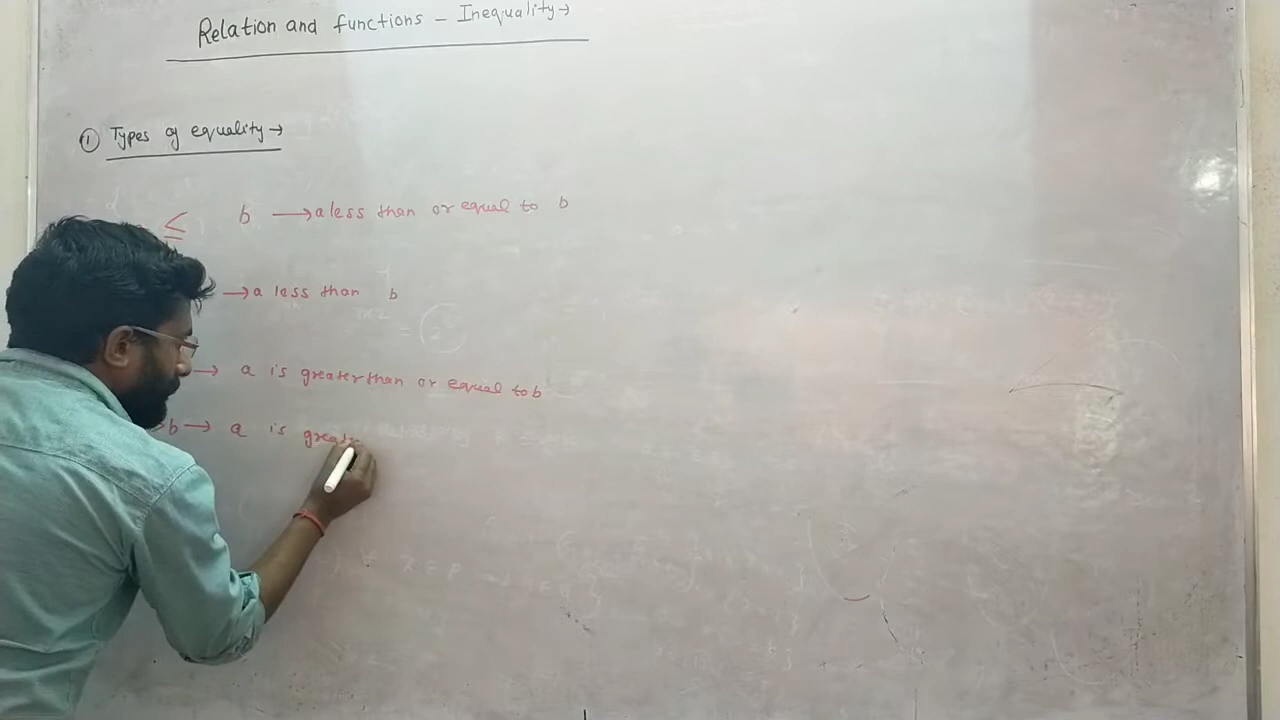 Relation and functions - Inequality →
① Types of equality →
≤ b → a less than or equal to b
→ a less than b
→ a is greater than or equal to b
>b → a is greate